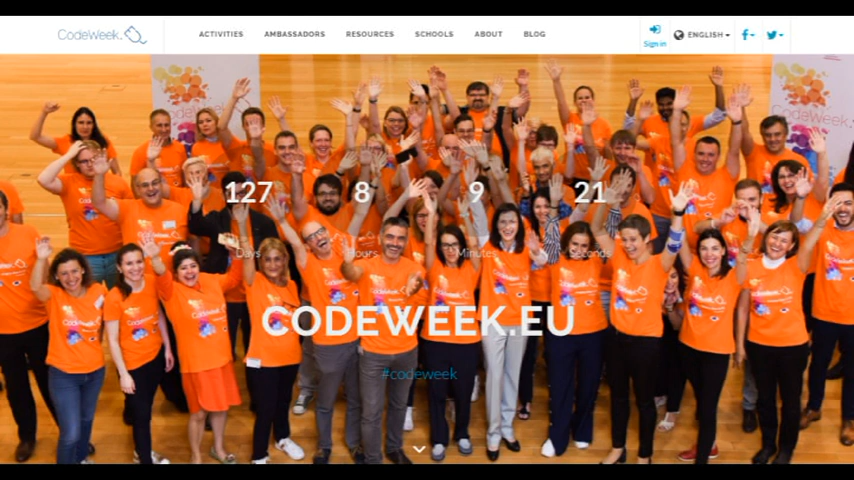 CodeWeek.
ACTIVITIES AMBASSADORS RESOURCES SCHOOLS ABOUT BLOG
Sign in
ENGLISH
CodeWeek.
127 8 9 21
Days Hours Minutes Seconds
CODEWEEK.EU
#codeweek